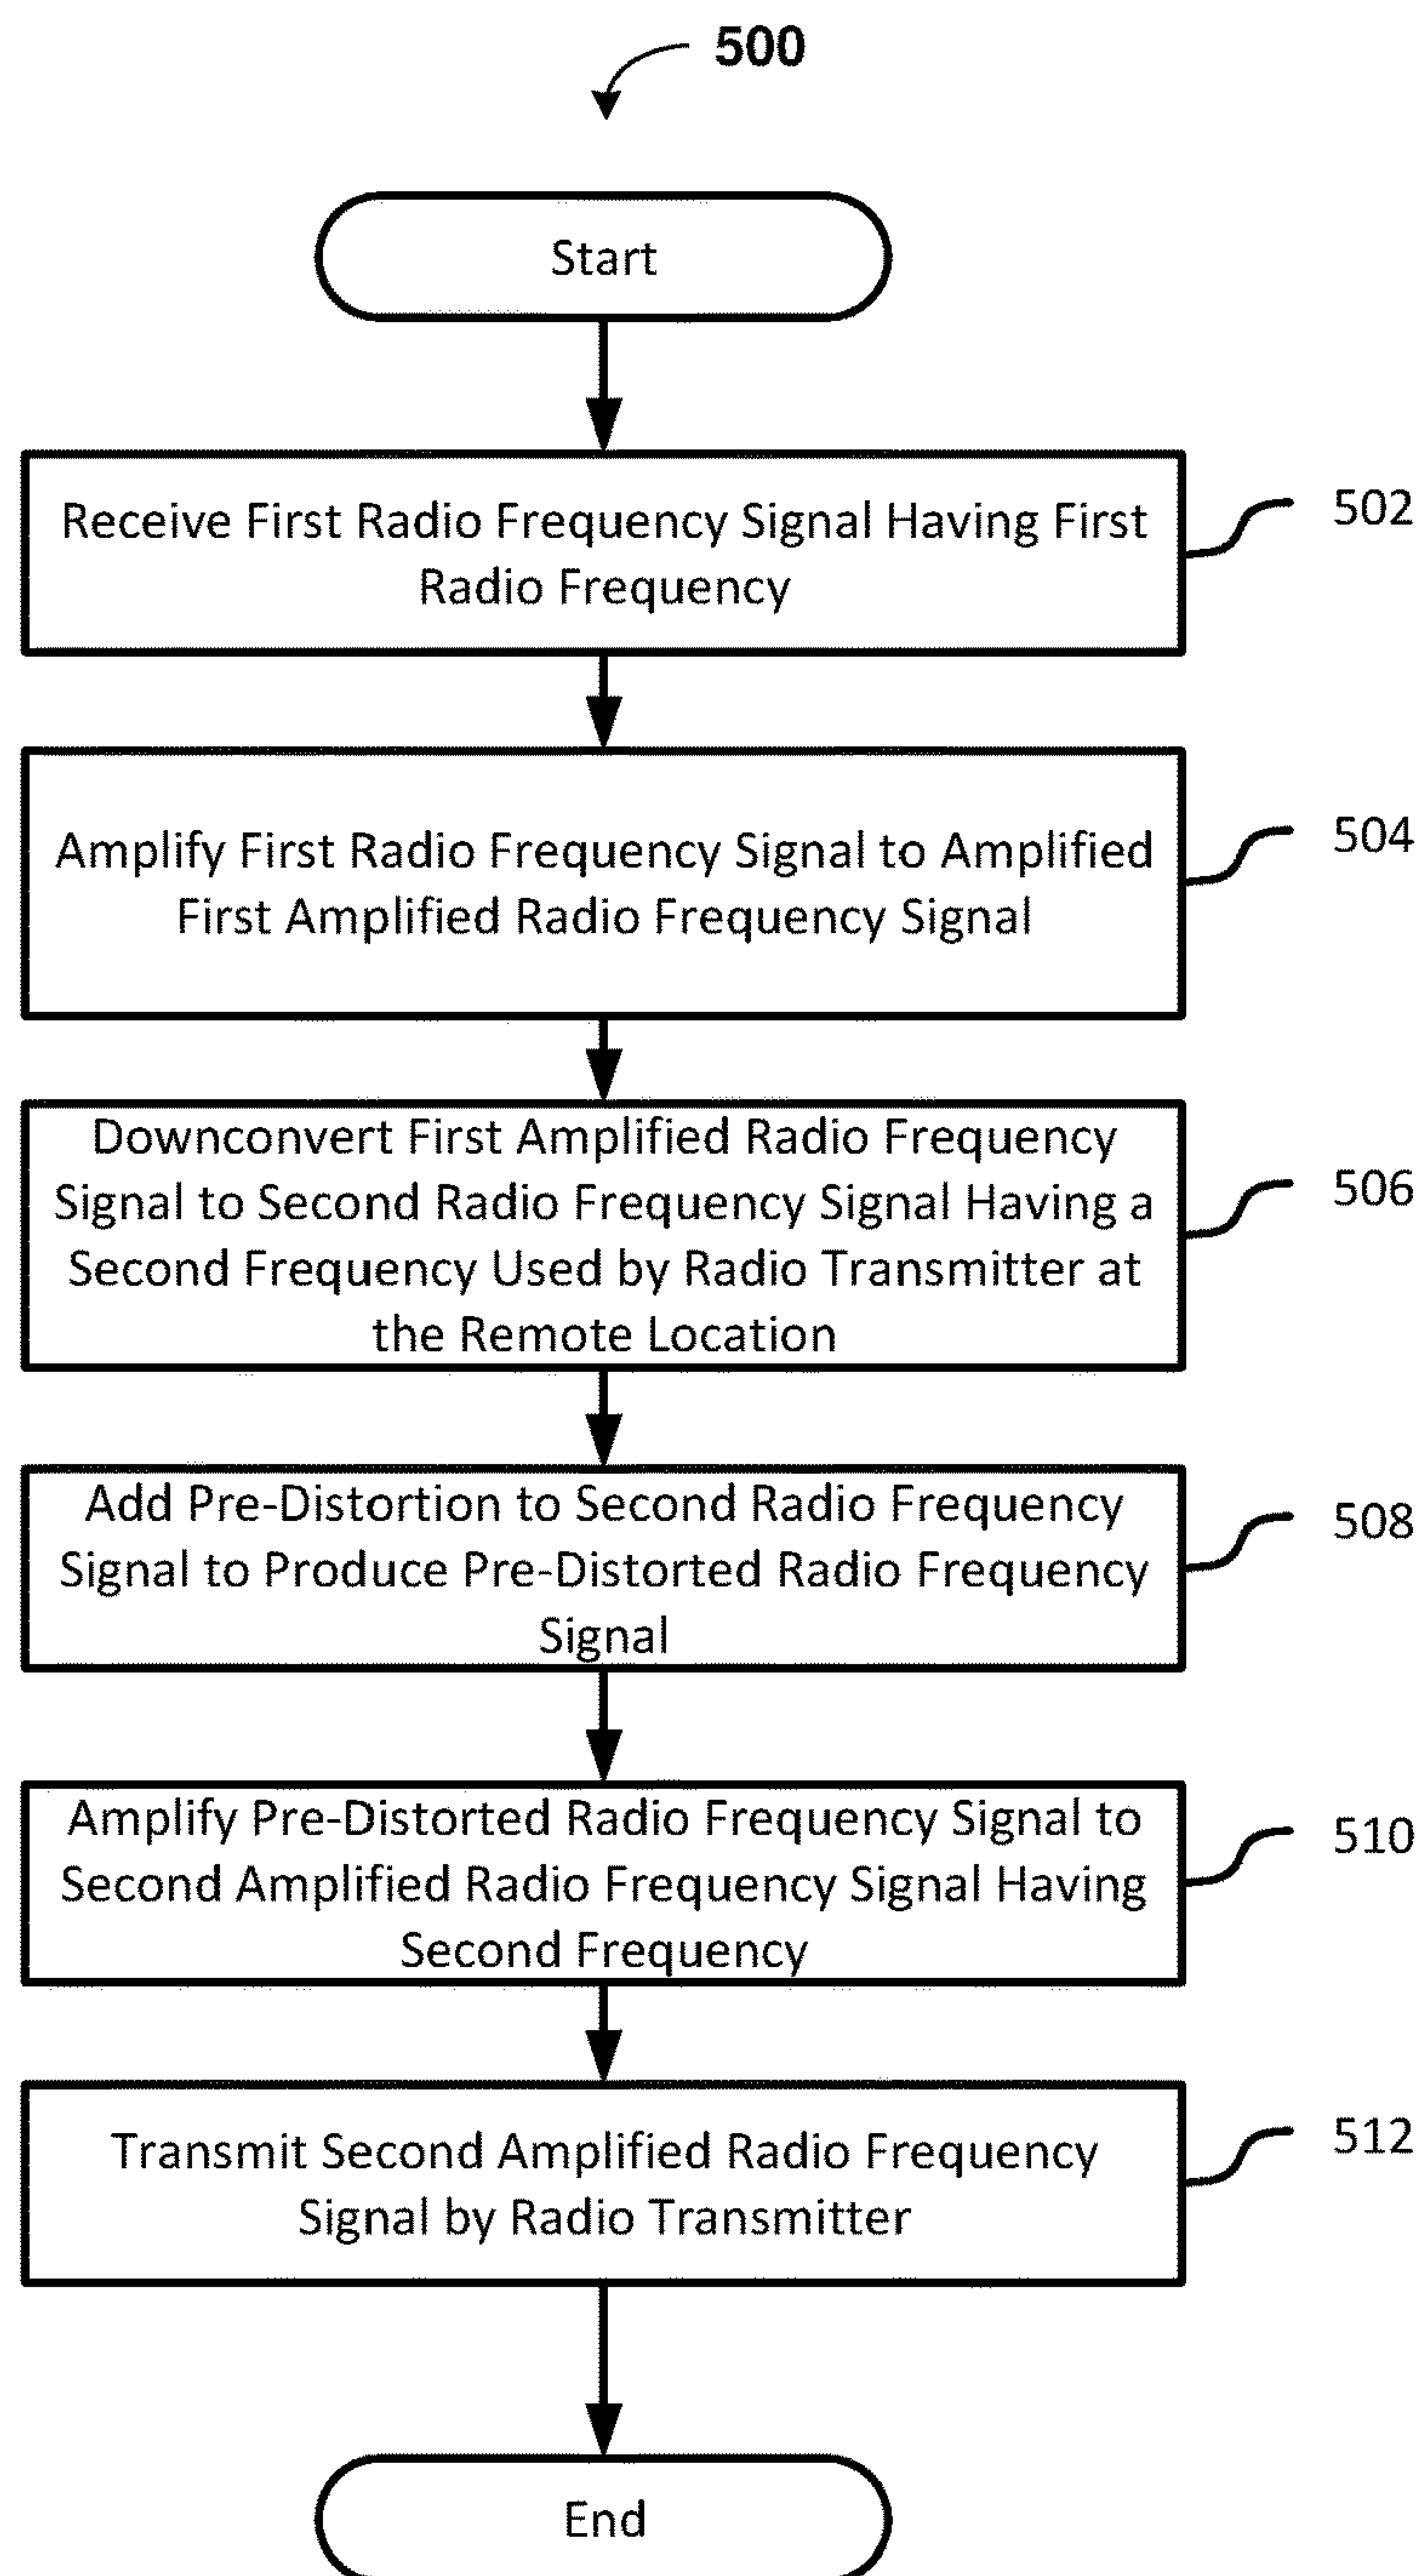 500
Start
Receive First Radio Frequency Signal Having First
Radio Frequency
502
Amplify First Radio Frequency Signal to Amplified
First Amplified Radio Frequency Signal
504
Downconvert First Amplified Radio Frequency
Signal to Second Radio Frequency Signal Having a
Second Frequency Used by Radio Transmitter at
the Remote Location
506
Add Pre-Distortion to Second Radio Frequency
Signal to Produce Pre-Distorted Radio Frequency
Signal
508
Amplify Pre-Distorted Radio Frequency Signal to
Second Amplified Radio Frequency Signal Having
Second Frequency
510
Transmit Second Amplified Radio Frequency
Signal by Radio Transmitter
512
End